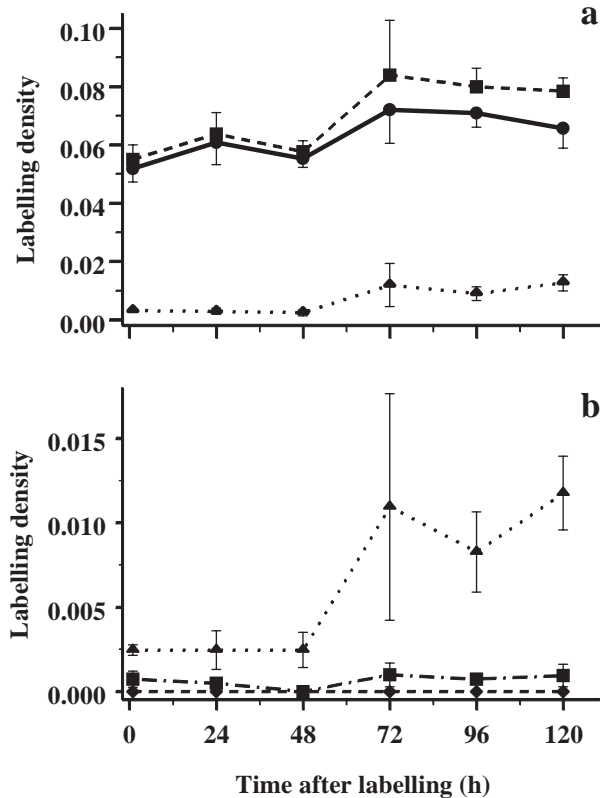 a
0.10
0.08
0.06
0.04
0.02
0.00
Labelling density
b
0.015
0.010
0.005
0.000
Labelling density
0 24 48 72 96 120
Time after labelling (h)